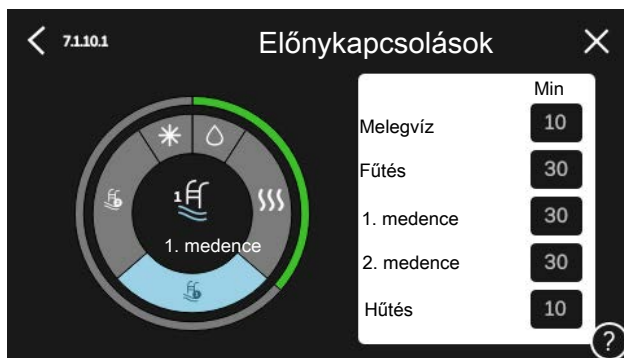 7.1.10.1 Előnykapcsolások
Min
Melegvíz 10
Fűtés 30
1. medence 30
2. medence 30
Hűtés 10
1
1. medence
?